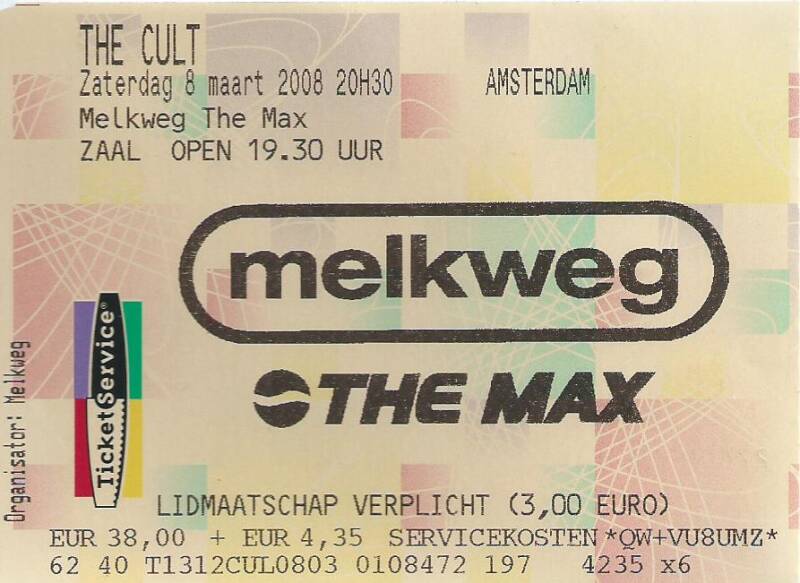 THE CULT
Zaterdag 8 maart 2008 20H30 AMSTERDAM
Melkweg The Max
ZAAL OPEN 19.30 UUR
melkweg
THE MAX
TicketService®
Organisator: Melkweg
LIDMAATSCHAP VERPLICHT (3,00 EURO)
EUR 38,00 + EUR 4,35 SERVICEKOSTEN *QW+VU8UMZ*
62 40 T1312CUL0803 0108472 197 4235 x6